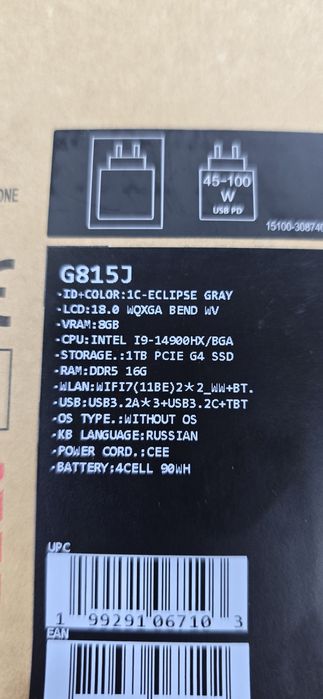 ONE
45-100
W
USB PD
15100-308740
G815J
-ID+COLOR:1C-ECLIPSE GRAY
-LCD:18.0 WQXGA BEND WV
-VRAM:8GB
-CPU:INTEL I9-14900HX/BGA
-STORAGE.:1TB PCIE G4 SSD
-RAM:DDR5 16G
-WLAN:WIFI7(11BE)2*2_WW+BT.
-USB:USB3.2A*3+USB3.2C+TBT
-OS TYPE.:WITHOUT OS
-KB LANGUAGE:RUSSIAN
-POWER CORD.:CEE
-BATTERY:4CELL 90WH
UPC
1 99291 06710 3
EAN